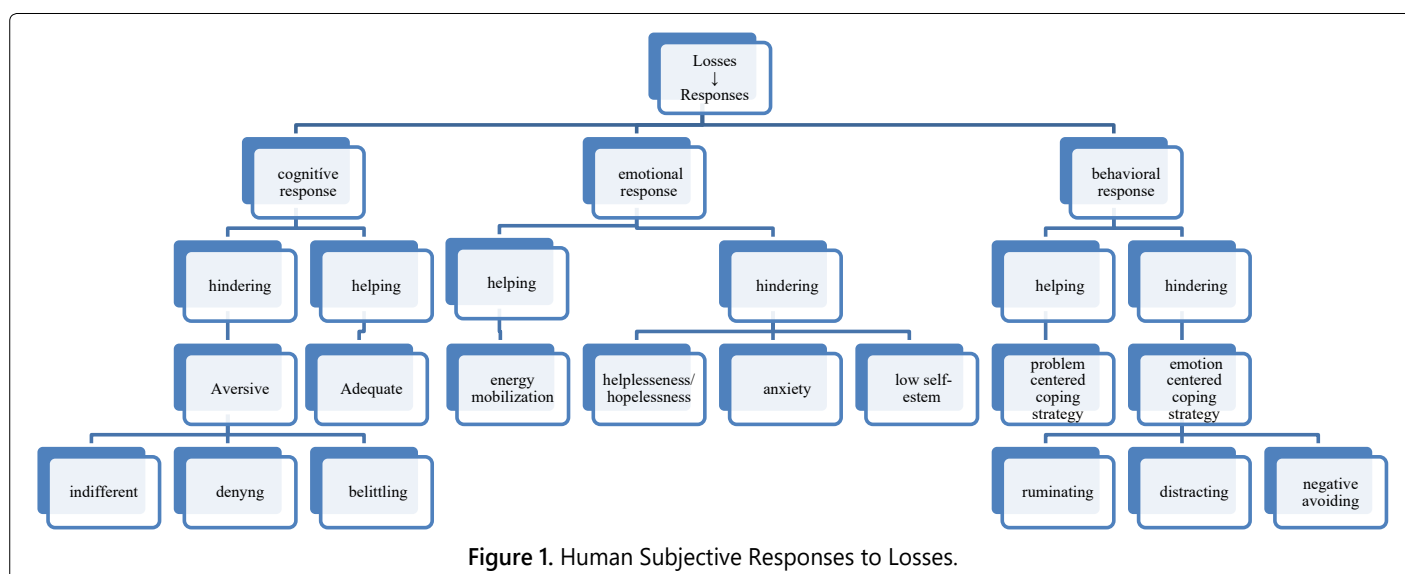 Losses
↓
Responses
cognitíve
response
emotional
response
behavioral
response
hindering
helping
helping
hindering
helping
hindering
Aversive
Adequate
energy
mobilization
helplesseness/
hopelessness
anxiety
low self-
estem
problem
centered
coping
strategy
emotion
centered
coping
strategy
indifferent
denyng
belittling
ruminating
distracting
negative
avoiding
Figure 1. Human Subjective Responses to Losses.